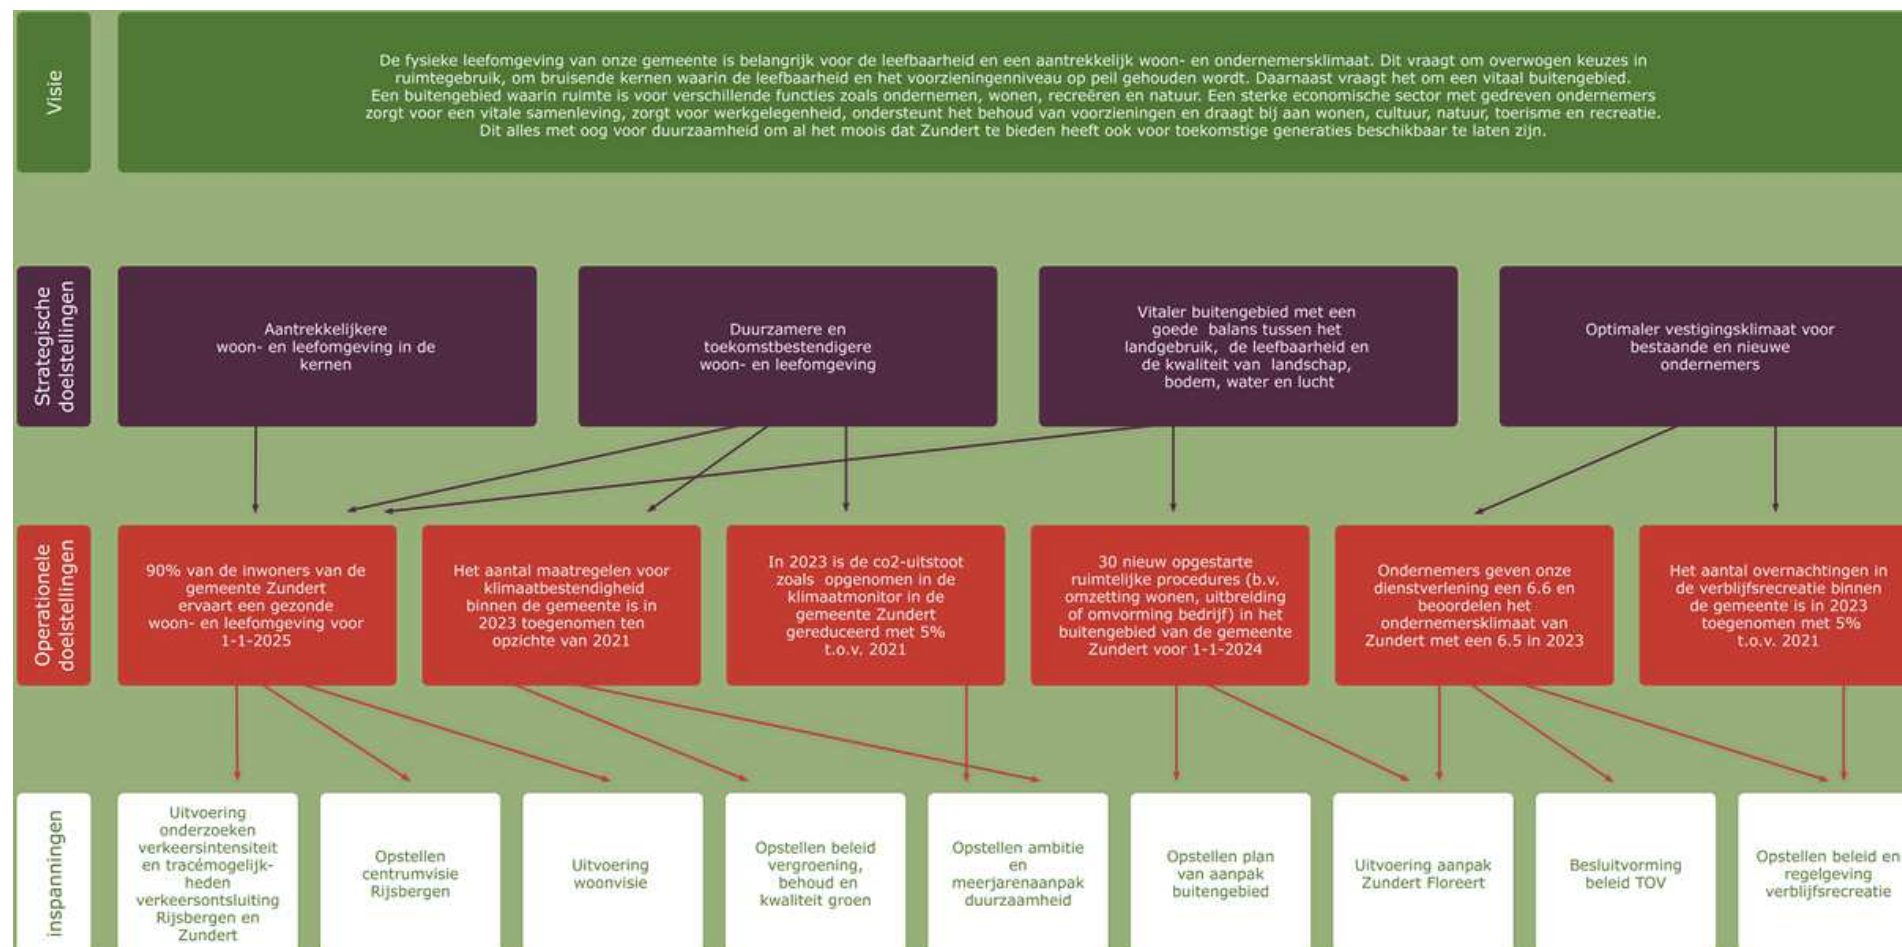 Visie
De fysieke leefomgeving van onze gemeente is belangrijk voor de leefbaarheid en een aantrekkelijk woon- en ondernemersklimaat. Dit vraagt om overwogen keuzes in
ruimtegebruik, om bruisende kernen waarin de leefbaarheid en het voorzieningenniveau op peil gehouden wordt. Daarnaast vraagt het om een vitaal buitengebied.
Een buitengebied waarin ruimte is voor verschillende functies zoals ondernemen, wonen, recreëren en natuur. Een sterke economische sector met gedreven ondernemers
zorgt voor een vitale samenleving, zorgt voor werkgelegenheid, ondersteunt het behoud van voorzieningen en draagt bij aan wonen, cultuur, natuur, toerisme en recreatie.
Dit alles met oog voor duurzaamheid om al het moois dat Zundert te bieden heeft ook voor toekomstige generaties beschikbaar te laten zijn.
Strategische
doelstellingen
Aantrekkelijkere
woon- en leefomgeving in de
kernen
Duurzamere en
toekomstbestendigere
woon- en leefomgeving
Vitaler buitengebied met een
goede balans tussen het
landgebruik, de leefbaarheid en
de kwaliteit van landschap,
bodem, water en lucht
Optimaler vestigingsklimaat voor
bestaande en nieuwe
ondernemers
Operationele
doelstellingen
90% van de inwoners van de
gemeente Zundert
ervaart een gezonde
woon- en leefomgeving voor
1-1-2025
Het aantal maatregelen voor
klimaatbestendigheid
binnen de gemeente is in
2023 toegenomen ten
opzichte van 2021
In 2023 is de co2-uitstoot
zoals opgenomen in de
klimaatmonitor in de
gemeente Zundert
gereduceerd met 5%
t.o.v. 2021
30 nieuw opgestarte
ruimtelijke procedures (b.v.
omzetting wonen, uitbreiding
of omvorming bedrijf) in het
buitengebied van de gemeente
Zundert voor 1-1-2024
Ondernemers geven onze
dienstverlening een 6.6 en
beoordelen het
ondernemersklimaat van
Zundert met een 6.5 in 2023
Het aantal overnachtingen in
de verblijfsrecreatie binnen
de gemeente is in 2023
toegenomen met 5%
t.o.v. 2021
inspanningen
Uitvoering
onderzoeken
verkeersintensiteit
en tracémogelijk-
heden
verkeersontsluiting
Rijsbergen en
Zundert
Opstellen
centrumvisie
Rijsbergen
Uitvoering
woonvisie
Opstellen beleid
vergroening,
behoud en
kwaliteit groen
Opstellen ambitie
en
meerjarenaanpak
duurzaamheid
Opstellen plan
van aanpak
buitengebied
Uitvoering aanpak
Zundert Floreert
Besluitvorming
beleid TOV
Opstellen beleid en
regelgeving
verblijfsrecreatie